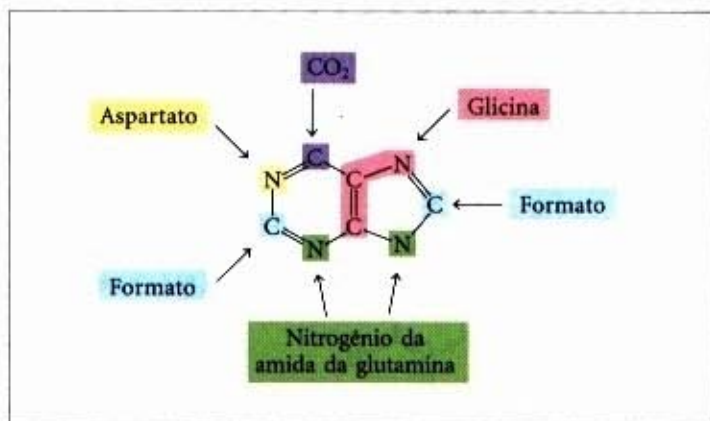 CO₂
Aspartato
Glicina
C
N
N
C
C
Formato
C
C
N
N
Formato
Nitrogênio da
amida da glutamina